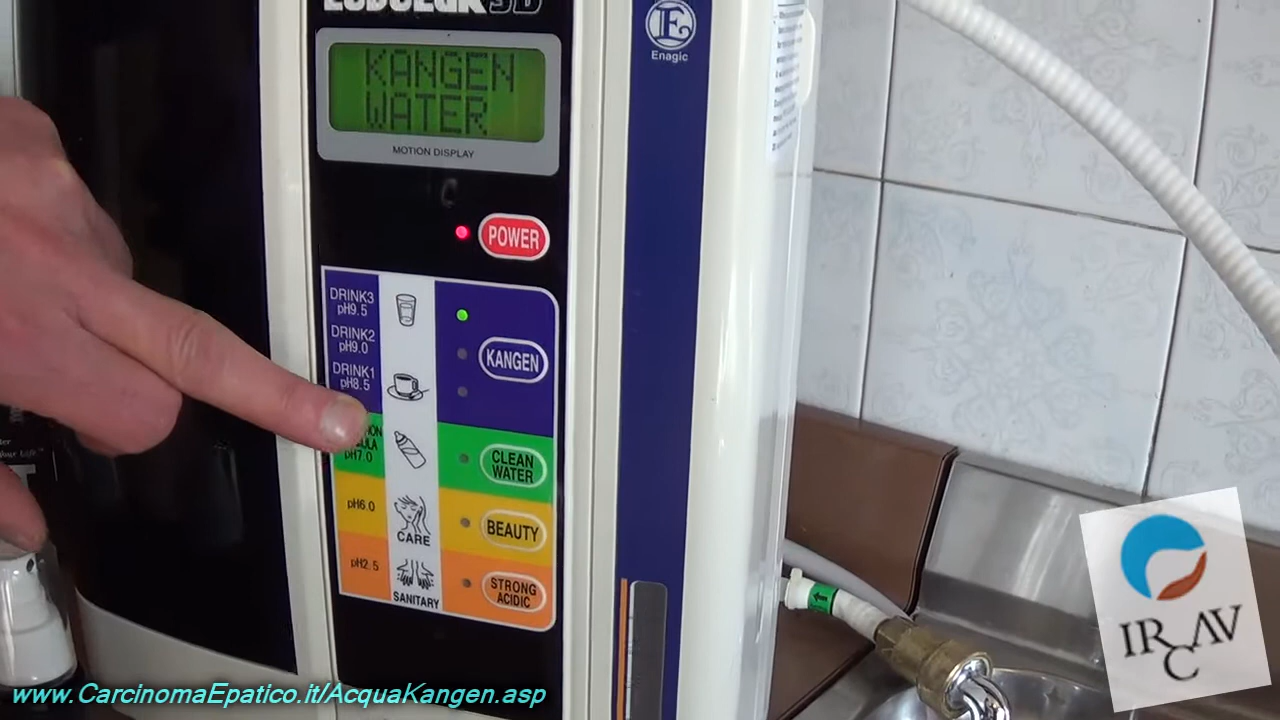 Enagic
KANGEN
WATER
MOTION DISPLAY
POWER
DRINK3
pH9.5
DRINK2
pH9.0
DRINK1
pH8.5
KANGEN
pH7.0
CLEAN
WATER
pH6.0
CARE
BEAUTY
pH2.5
SANITARY
STRONG
ACIDIC
IRCAV
www.CarcinomaEpatico.it/AcquaKangen.asp